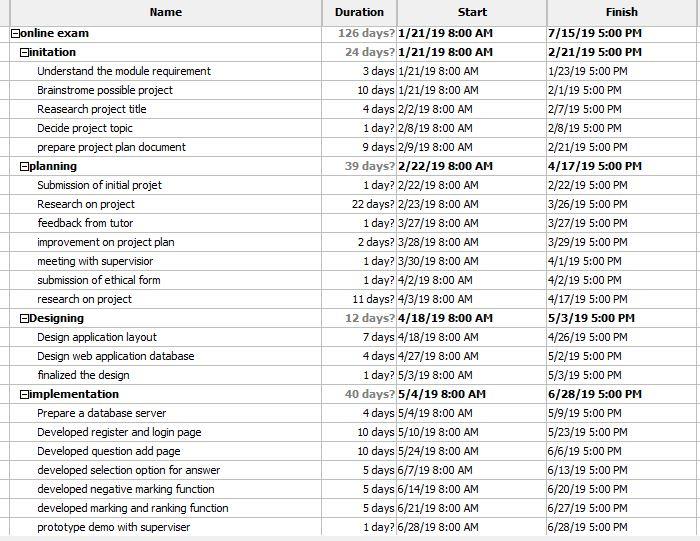 Name Duration Start Finish
online exam 126 days? 1/21/19 8:00 AM 7/15/19 5:00 PM
initation 24 days? 1/21/19 8:00 AM 2/21/19 5:00 PM
Understand the module requirement 3 days 1/21/19 8:00 AM 1/23/19 5:00 PM
Brainstrome possible project 10 days 1/21/19 8:00 AM 2/1/19 5:00 PM
Reasearch project title 4 days 2/2/19 8:00 AM 2/7/19 5:00 PM
Decide project topic 1 day? 2/8/19 8:00 AM 2/8/19 5:00 PM
prepare project plan document 9 days 2/9/19 8:00 AM 2/21/19 5:00 PM
planning 39 days? 2/22/19 8:00 AM 4/17/19 5:00 PM
Submission of initial projet 1 day? 2/22/19 8:00 AM 2/22/19 5:00 PM
Research on project 22 days? 2/23/19 8:00 AM 3/26/19 5:00 PM
feedback from tutor 1 day? 3/27/19 8:00 AM 3/27/19 5:00 PM
improvement on project plan 2 days? 3/28/19 8:00 AM 3/29/19 5:00 PM
meeting with supervisior 1 day? 3/30/19 8:00 AM 4/1/19 5:00 PM
submission of ethical form 1 day? 4/2/19 8:00 AM 4/2/19 5:00 PM
research on project 11 days? 4/3/19 8:00 AM 4/17/19 5:00 PM
Designing 12 days? 4/18/19 8:00 AM 5/3/19 5:00 PM
Design application layout 7 days 4/18/19 8:00 AM 4/26/19 5:00 PM
Design web application database 4 days 4/27/19 8:00 AM 5/2/19 5:00 PM
finalized the design 1 day? 5/3/19 8:00 AM 5/3/19 5:00 PM
implementation 40 days? 5/4/19 8:00 AM 6/28/19 5:00 PM
Prepare a database server 4 days 5/4/19 8:00 AM 5/9/19 5:00 PM
Developed register and login page 10 days 5/10/19 8:00 AM 5/23/19 5:00 PM
Developed question add page 10 days 5/24/19 8:00 AM 6/6/19 5:00 PM
developed selection option for answer 5 days 6/7/19 8:00 AM 6/13/19 5:00 PM
developed negative marking function 5 days 6/14/19 8:00 AM 6/20/19 5:00 PM
developed marking and ranking function 5 days 6/21/19 8:00 AM 6/27/19 5:00 PM
prototype demo with superviser 1 day? 6/28/19 8:00 AM 6/28/19 5:00 PM